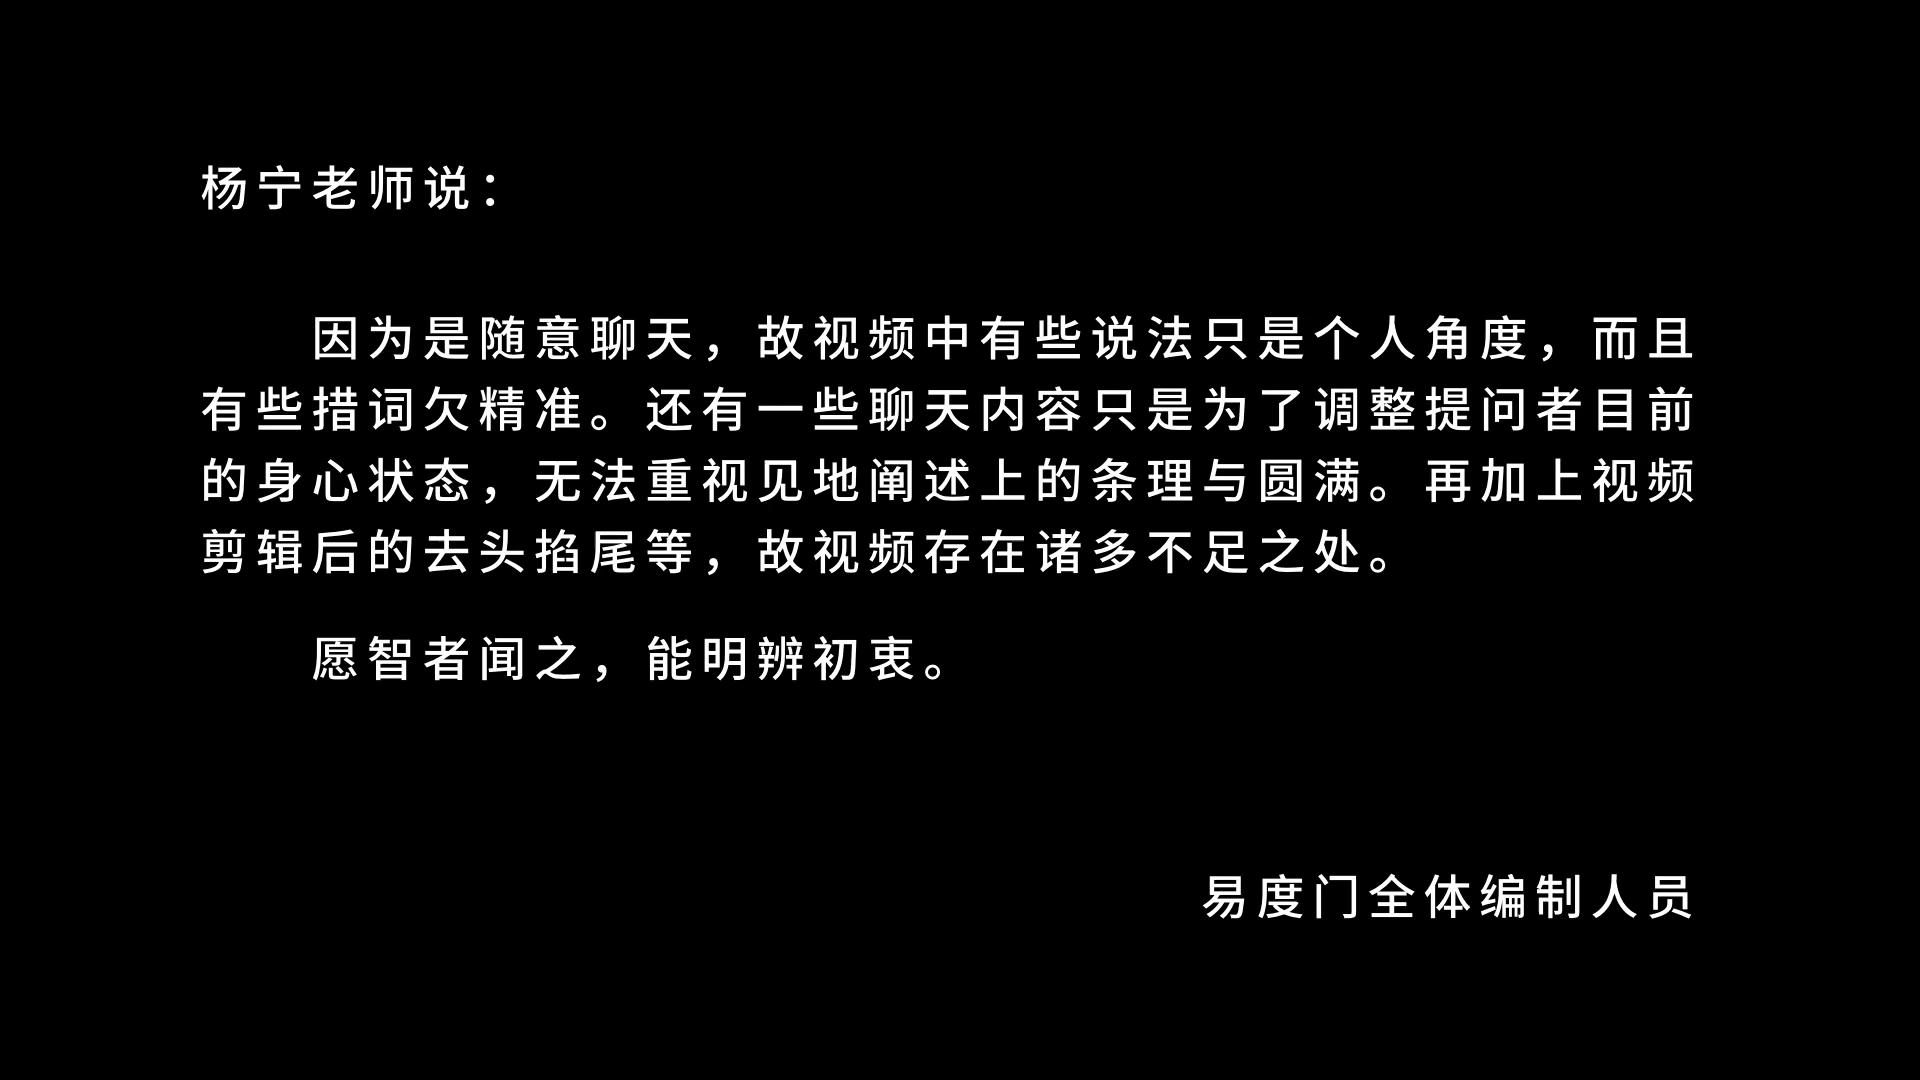 杨宁老师说：
因为是随意聊天，故视频中有些说法只是个人角度，而且
有些措词欠精准。还有一些聊天内容只是为了调整提问者目前
的身心状态，无法重视见地阐述上的条理与圆满。再加上视频
剪辑后的去头掐尾等，故视频存在诸多不足之处。
愿智者闻之，能明辨初衷。
易度门全体编制人员